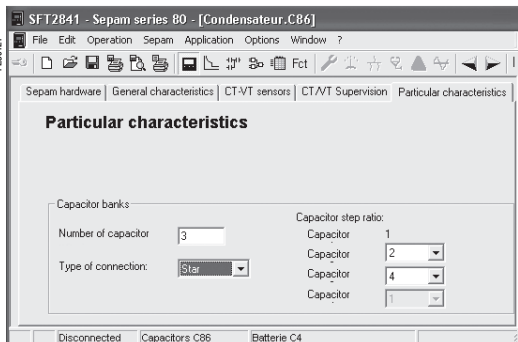 SFT2841 - Sepam series 80 - [Condensateur.C86]
File Edit Operation Sepam Application Options Window ?
Fct
Sepam hardware General characteristics CT-VT sensors CT/VT Supervision Particular characteristics
Particular characteristics
Capacitor banks
Capacitor step ratio:
Number of capacitor 3
Capacitor 1
Capacitor 2
Type of connection: Star
Capacitor 4
Capacitor 1
Disconnected Capacitors C86 Batterie C4